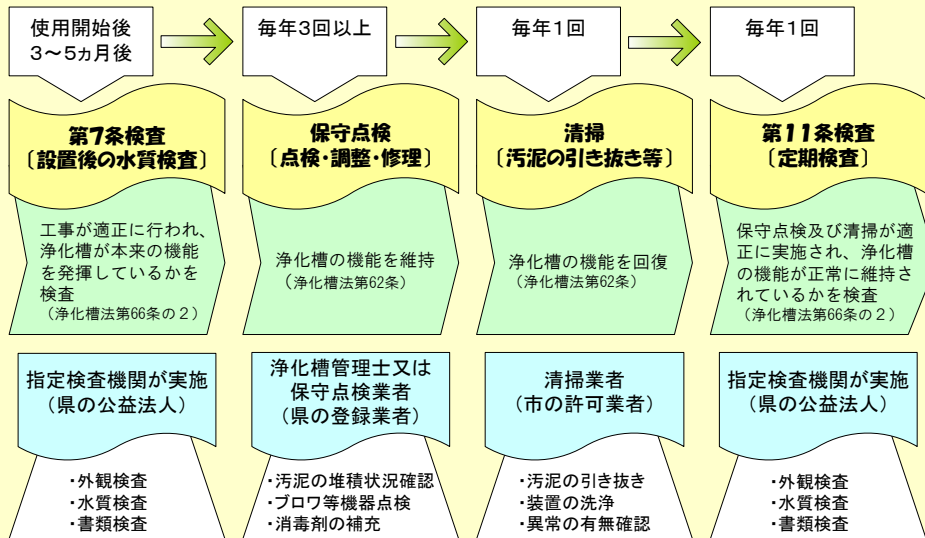 使用開始後
3～5ヵ月後
毎年3回以上
毎年1回
毎年1回
第7条検査
〔設置後の水質検査〕
保守点検
〔点検・調整・修理〕
清掃
〔汚泥の引き抜き等〕
第11条検査
〔定期検査〕
工事が適正に行われ、
浄化槽が本来の機能
を発揮しているかを
検査
（浄化槽法第66条の2）
浄化槽の機能を維持
（浄化槽法第62条）
浄化槽の機能を回復
（浄化槽法第62条）
保守点検及び清掃が適
正に実施され、浄化槽
の機能が正常に維持さ
れているかを検査
（浄化槽法第66条の2）
指定検査機関が実施
（県の公益法人）
浄化槽管理士又は
保守点検業者
（県の登録業者）
清掃業者
（市の許可業者）
指定検査機関が実施
（県の公益法人）
・外観検査
・水質検査
・書類検査
・汚泥の堆積状況確認
・ブロワ等機器点検
・消毒剤の補充
・汚泥の引き抜き
・装置の洗浄
・異常の有無確認
・外観検査
・水質検査
・書類検査